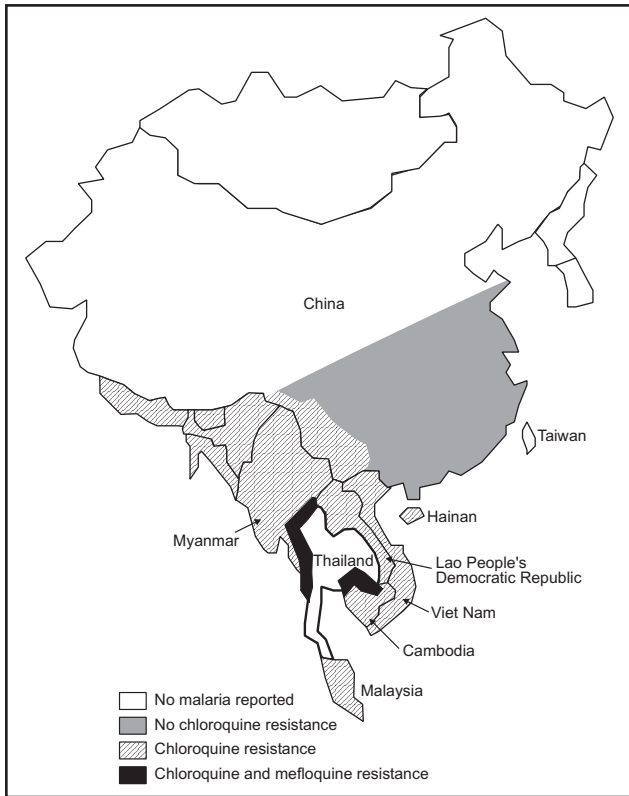 China
Taiwan
Hainan
Myanmar
Thailand
Lao People's
Democratic Republic
Viet Nam
Cambodia
Malaysia
No malaria reported
No chloroquine resistance
Chloroquine resistance
Chloroquine and mefloquine resistance